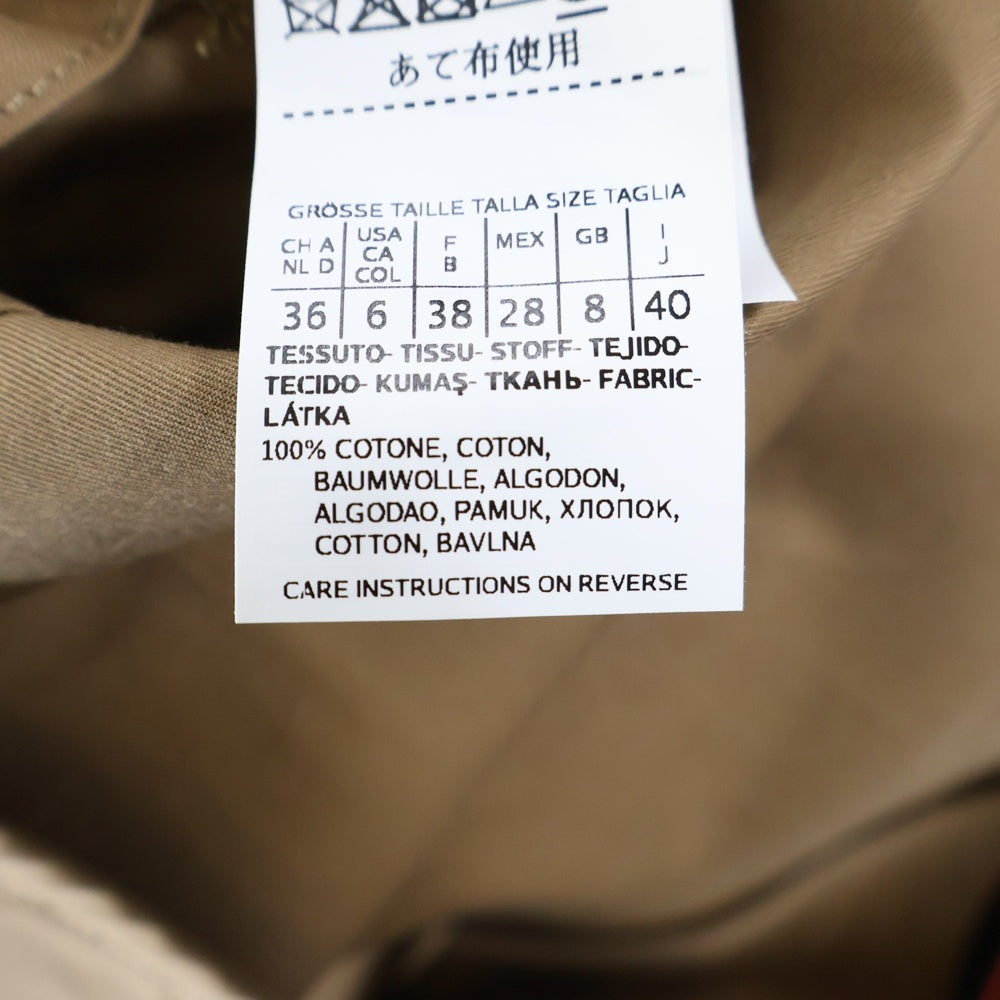 あて布使用
GRÖSSE TAILLE TALLA SIZE TAGLIA
CH A NL D | USA CA COL | F B | MEX | GB | I J
36 | 6 | 38 | 28 | 8 | 40
TESSUTO- TISSU- STOFF- TEJIDO-
TECIDO- KUMAŞ- ТКАНЬ- FABRIC-
LÁTKA
100% COTONE, COTON,
BAUMWOLLE, ALGODON,
ALGODAO, PAMUK, ХЛОПОК,
COTTON, BAVLNA
CARE INSTRUCTIONS ON REVERSE